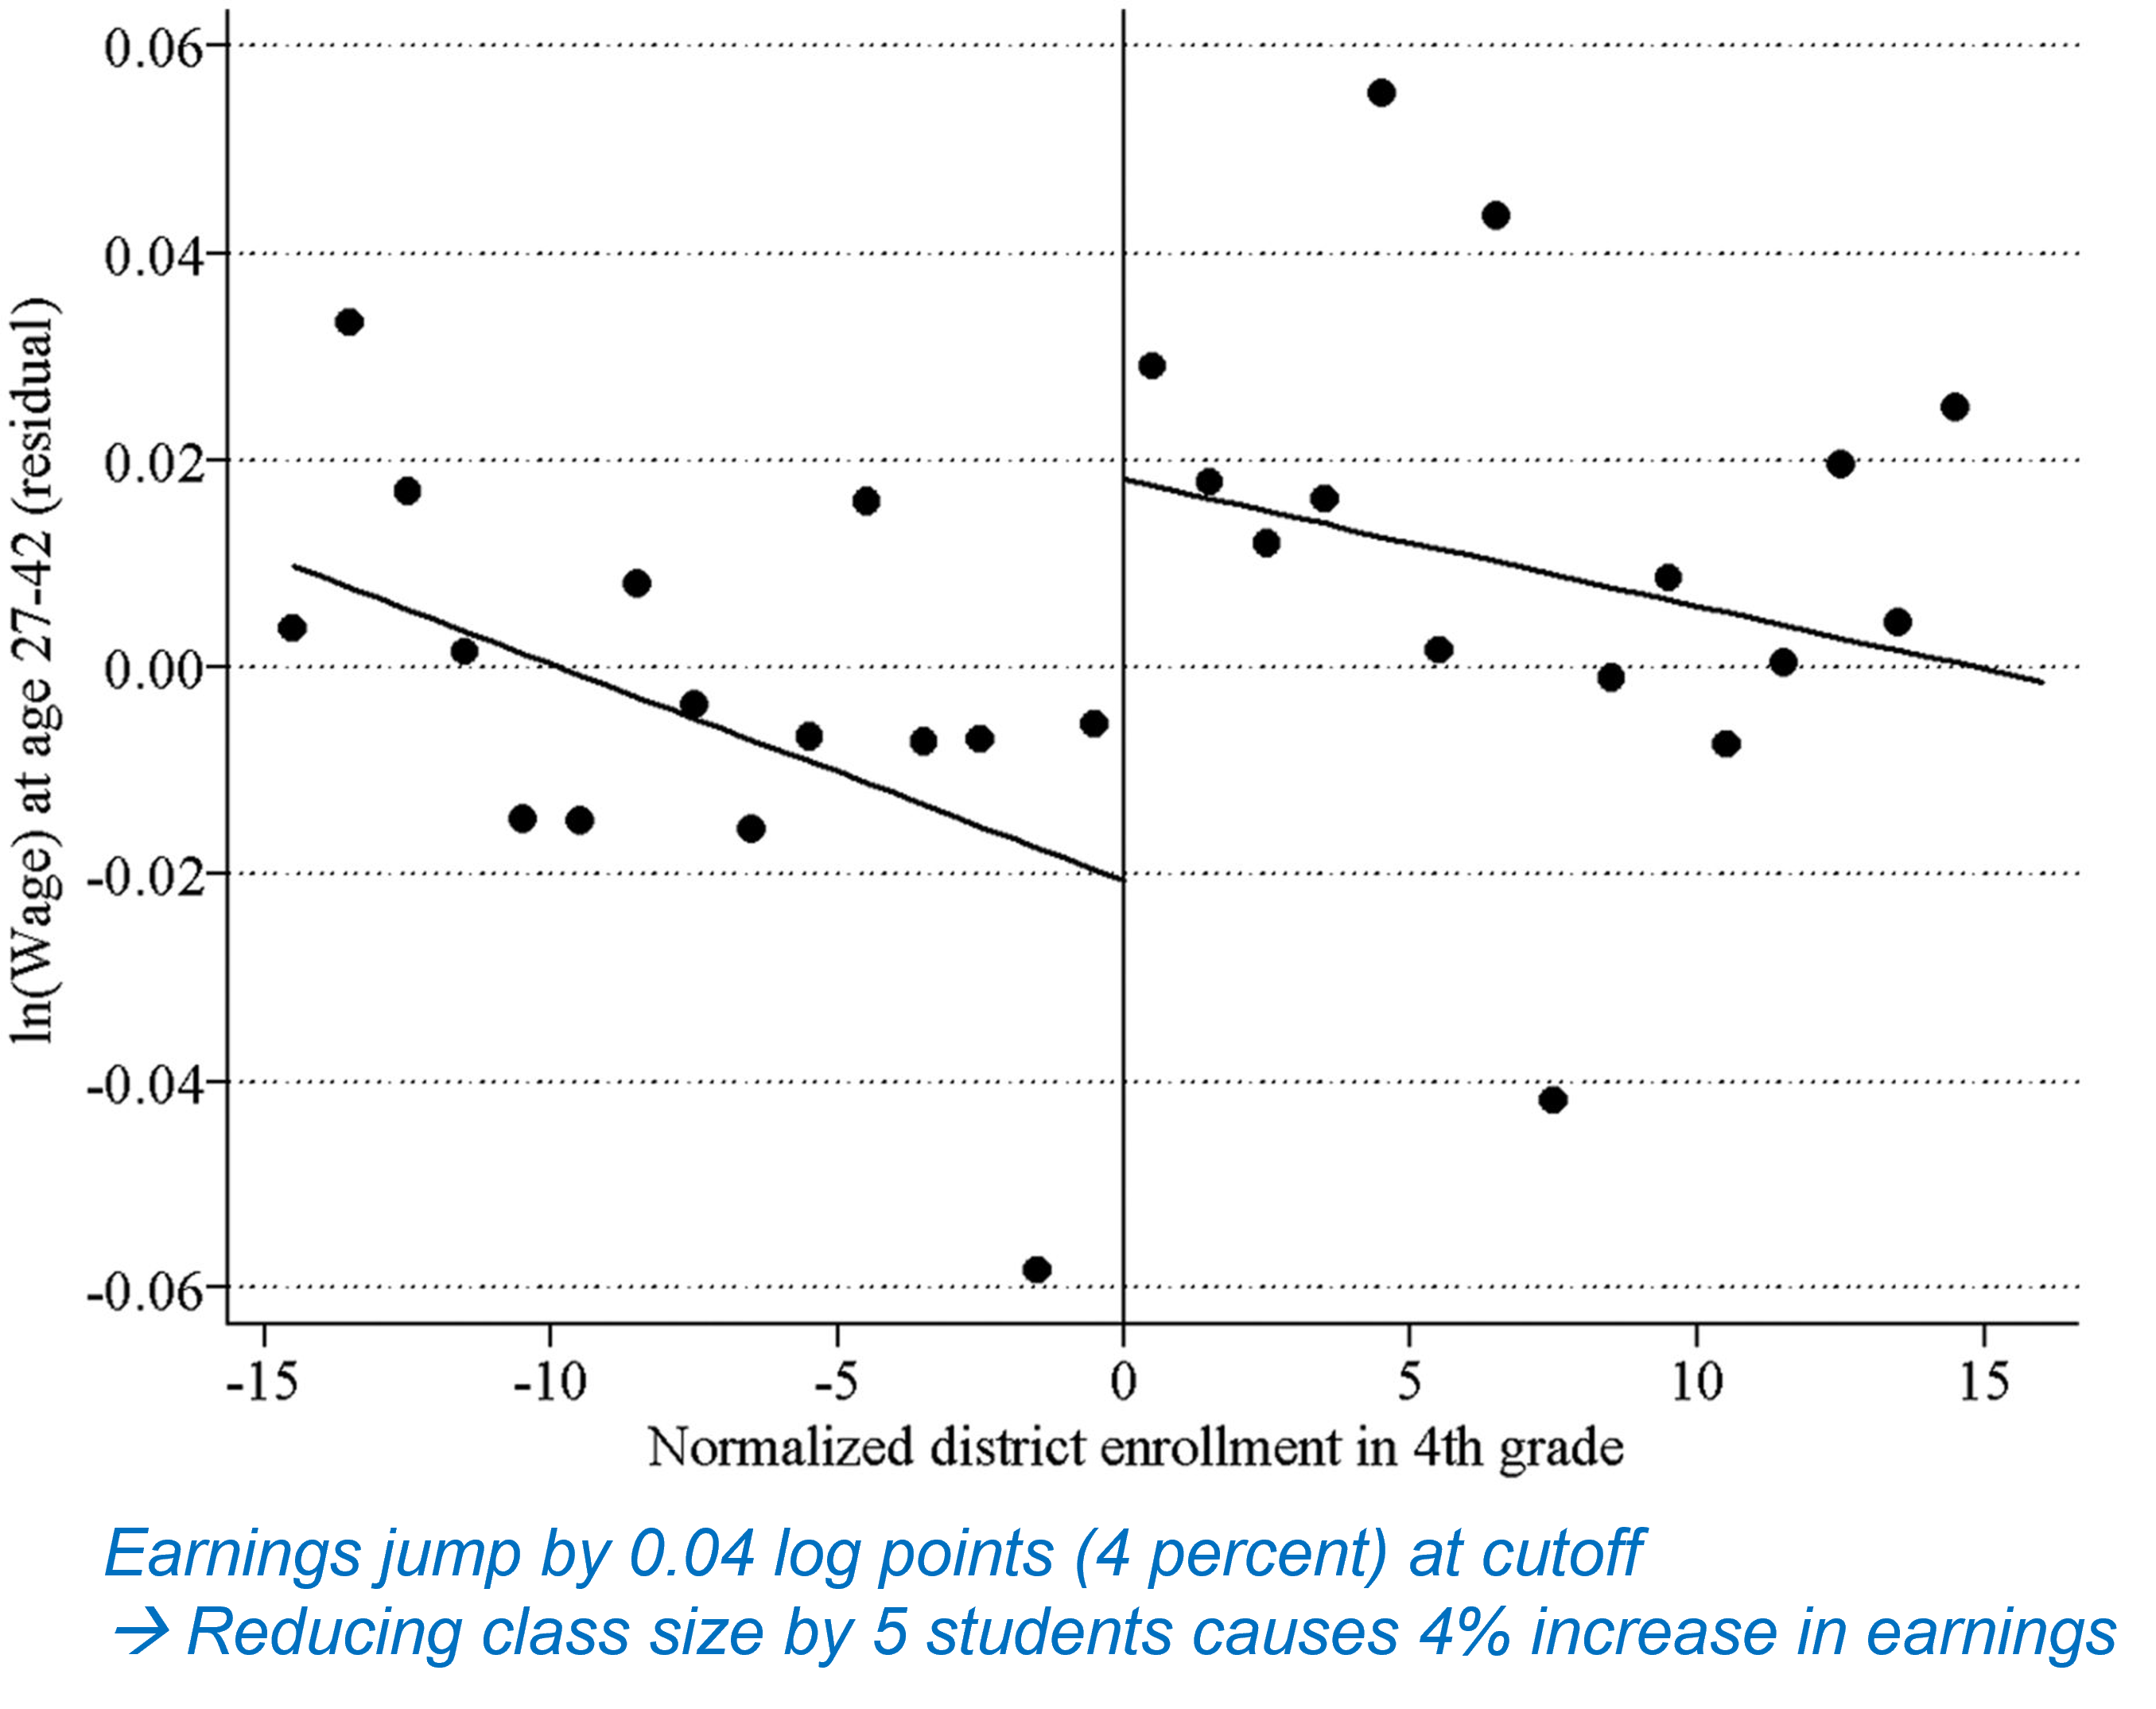 0.06
0.04
0.02
0.00
-0.02
-0.04
-0.06
ln(Wage) at age 27-42 (residual)
-15 -10 -5 0 5 10 15
Normalized district enrollment in 4th grade
Earnings jump by 0.04 log points (4 percent) at cutoff
→ Reducing class size by 5 students causes 4% increase in earnings